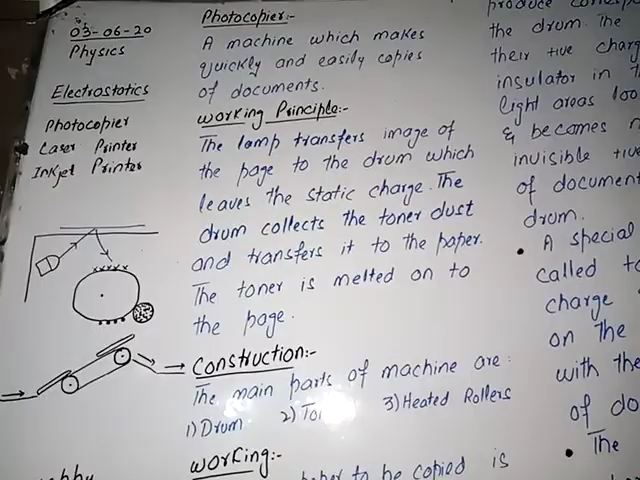 03-06-20
Physics
Electrostatics
Photocopier
Laser Printer
InKjet Printer
Photocopier:-
A machine which makes
quickly and easily copies
of documents.
working Principle:-
The lamp transfers image of
the page to the drum which
leaves the static charge. The
drum collects the toner dust
and transfers it to the paper.
The toner is melted on to
the page.
Construction:-
The main parts of machine are:
1) Drum 2) 3) Heated Rollers
working:-
to be copied is
produce
the drum. The
their +ive
insulator in
light areas
& becomes
invisible +ive
of document
drum.
• A special
called
charge
on the
with the
of
• The